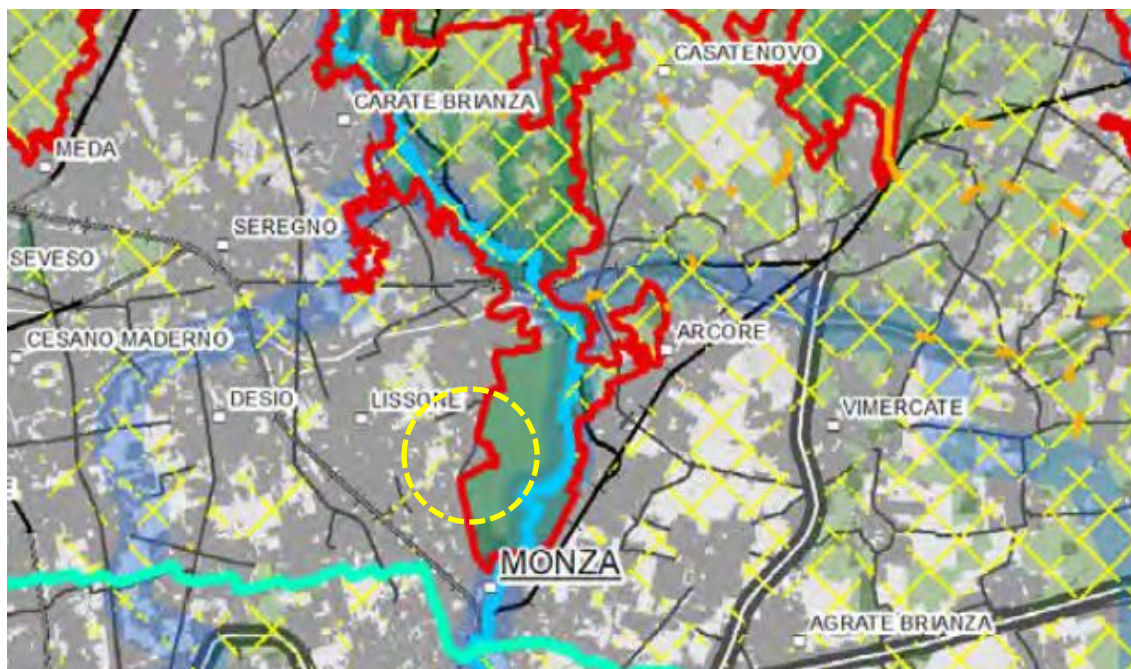 CASATENOVO
CARATE BRIANZA
MEDA
SEREGNO
SEVESO
CESANO MADERNO
ARCORE
DESIO
LISSONE
VIMERCATE
MONZA
AGRATE BRIANZA